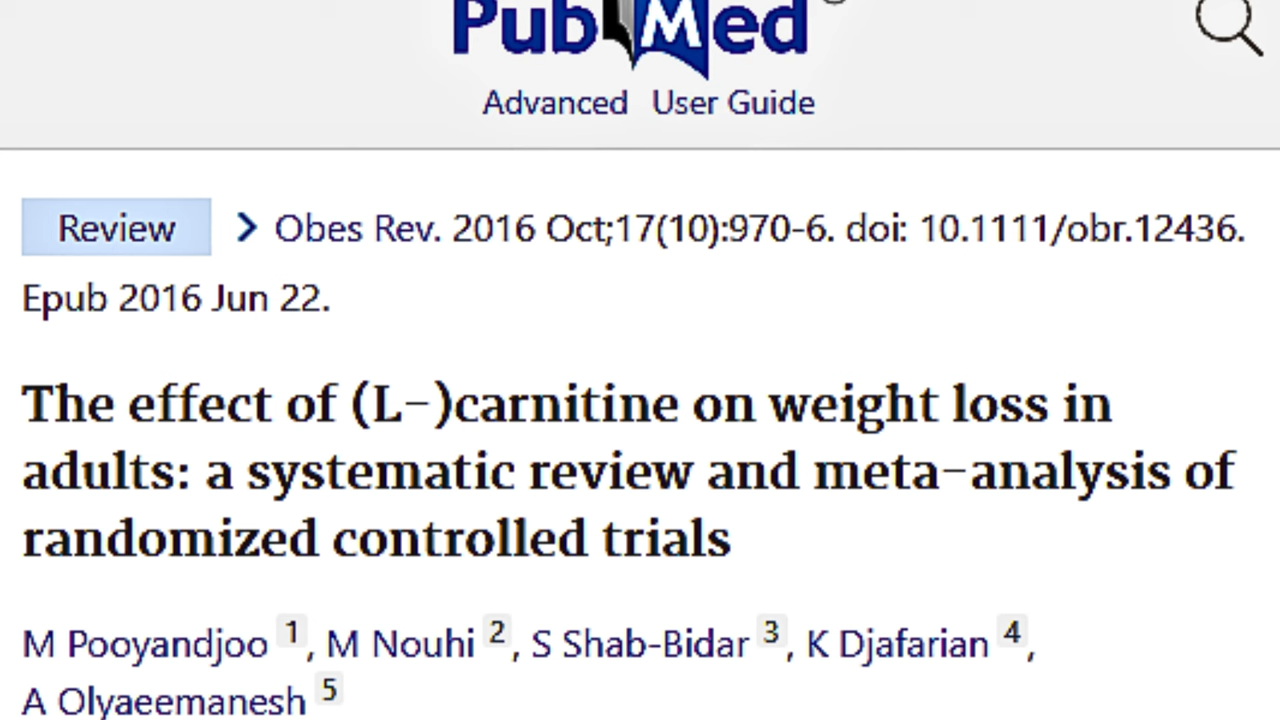 PubMed
Advanced User Guide
Review > Obes Rev. 2016 Oct;17(10):970-6. doi: 10.1111/obr.12436.
Epub 2016 Jun 22.
The effect of (L-)carnitine on weight loss in
adults: a systematic review and meta-analysis of
randomized controlled trials
M Pooyandjoo 1, M Nouhi 2, S Shab-Bidar 3, K Djafarian 4,
A Olyaeemanesh 5